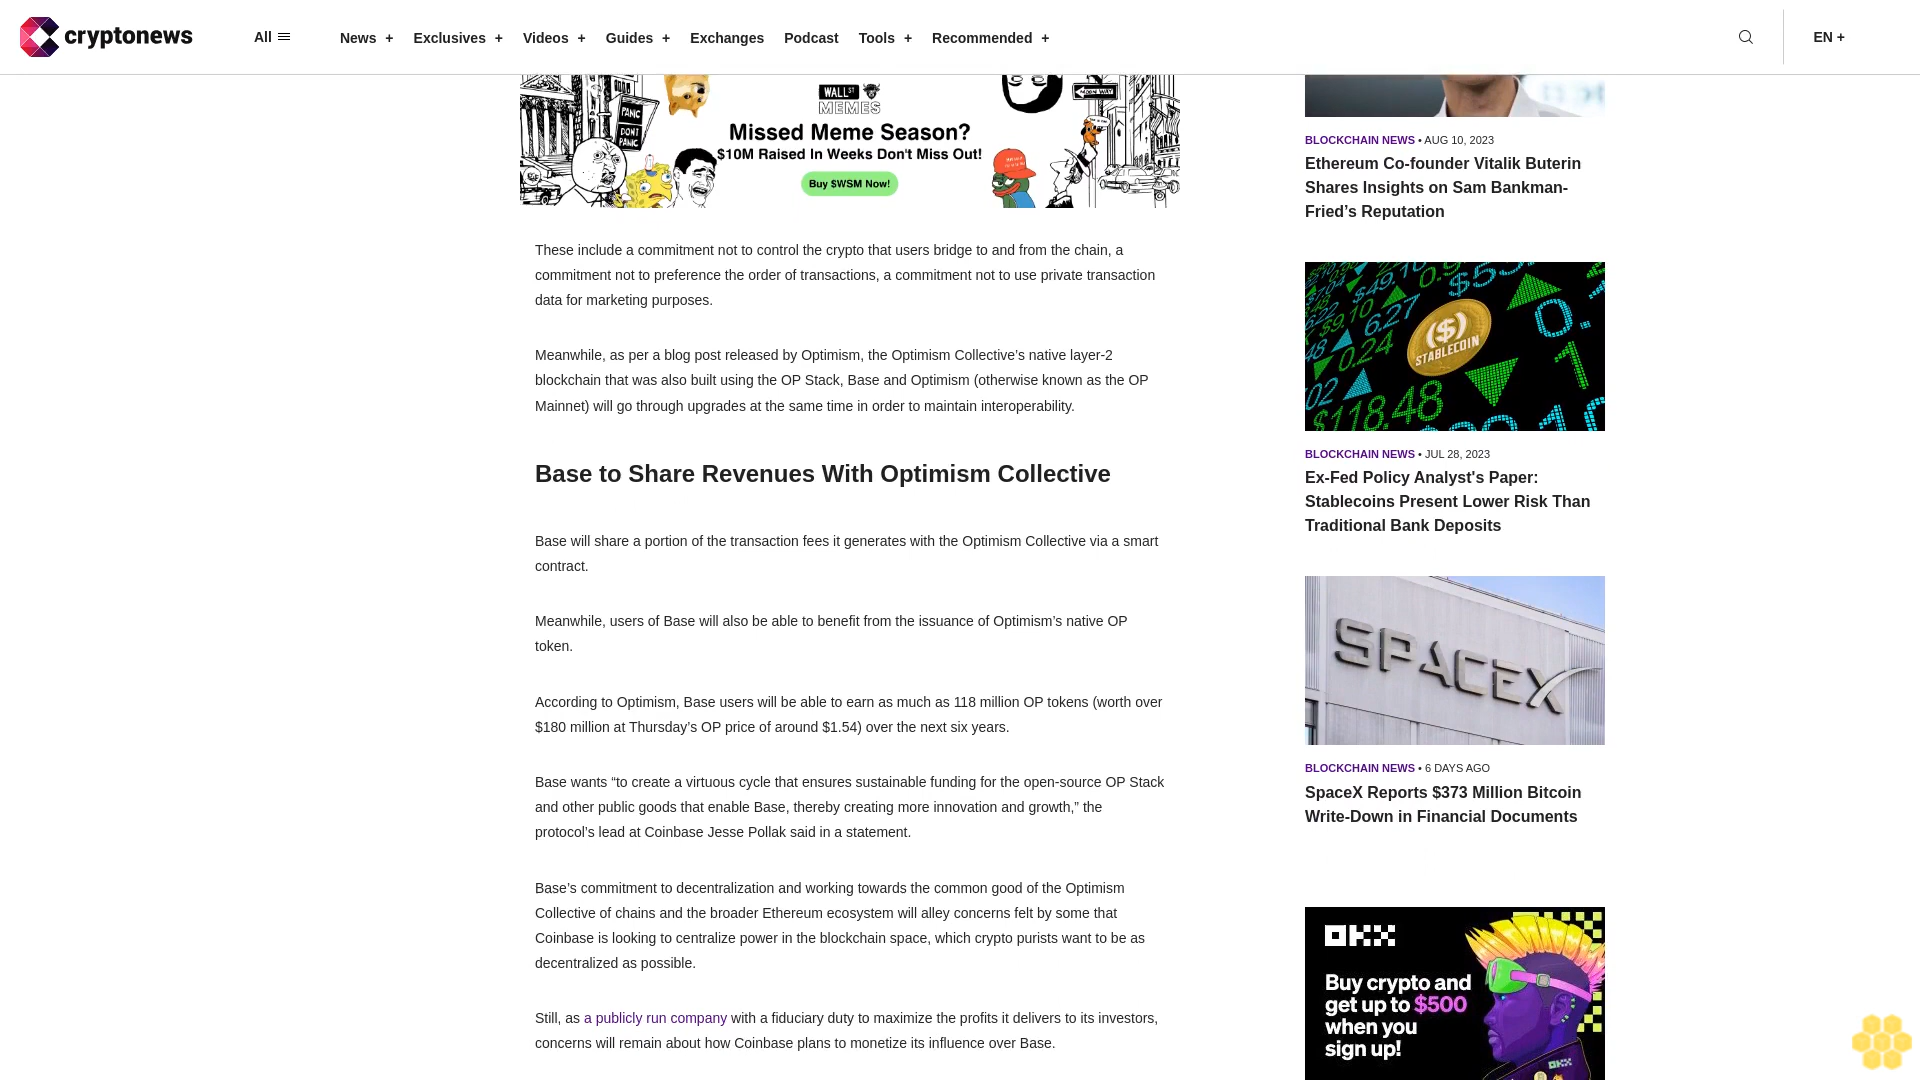 cryptonews
All
News +
Exclusives +
Videos +
Guides +
Exchanges
Podcast
Tools +
Recommended +
EN +
WALL ST
MEMES
PANIC
DONT
PANIC
Missed Meme Season?
$10M Raised In Weeks Don't Miss Out!
Buy $WSM Now!
These include a commitment not to control the crypto that users bridge to and from the chain, a
commitment not to preference the order of transactions, a commitment not to use private transaction
data for marketing purposes.
Meanwhile, as per a blog post released by Optimism, the Optimism Collective’s native layer-2
blockchain that was also built using the OP Stack, Base and Optimism (otherwise known as the OP
Mainnet) will go through upgrades at the same time in order to maintain interoperability.
Base to Share Revenues With Optimism Collective
Base will share a portion of the transaction fees it generates with the Optimism Collective via a smart
contract.
Meanwhile, users of Base will also be able to benefit from the issuance of Optimism’s native OP
token.
According to Optimism, Base users will be able to earn as much as 118 million OP tokens (worth over
$180 million at Thursday’s OP price of around $1.54) over the next six years.
Base wants “to create a virtuous cycle that ensures sustainable funding for the open-source OP Stack
and other public goods that enable Base, thereby creating more innovation and growth,” the
protocol’s lead at Coinbase Jesse Pollak said in a statement.
Base’s commitment to decentralization and working towards the common good of the Optimism
Collective of chains and the broader Ethereum ecosystem will alley concerns felt by some that
Coinbase is looking to centralize power in the blockchain space, which crypto purists want to be as
decentralized as possible.
Still, as a publicly run company with a fiduciary duty to maximize the profits it delivers to its investors,
concerns will remain about how Coinbase plans to monetize its influence over Base.
BLOCKCHAIN NEWS • AUG 10, 2023
Ethereum Co-founder Vitalik Buterin
Shares Insights on Sam Bankman-
Fried’s Reputation
$49.10
$9.10
6.27
0.24
($)
STABLECOIN
$118.48
BLOCKCHAIN NEWS • JUL 28, 2023
Ex-Fed Policy Analyst's Paper:
Stablecoins Present Lower Risk Than
Traditional Bank Deposits
SPACEX
BLOCKCHAIN NEWS • 6 DAYS AGO
SpaceX Reports $373 Million Bitcoin
Write-Down in Financial Documents
OKX
Buy crypto and
get up to $500
when you
sign up!
OKX